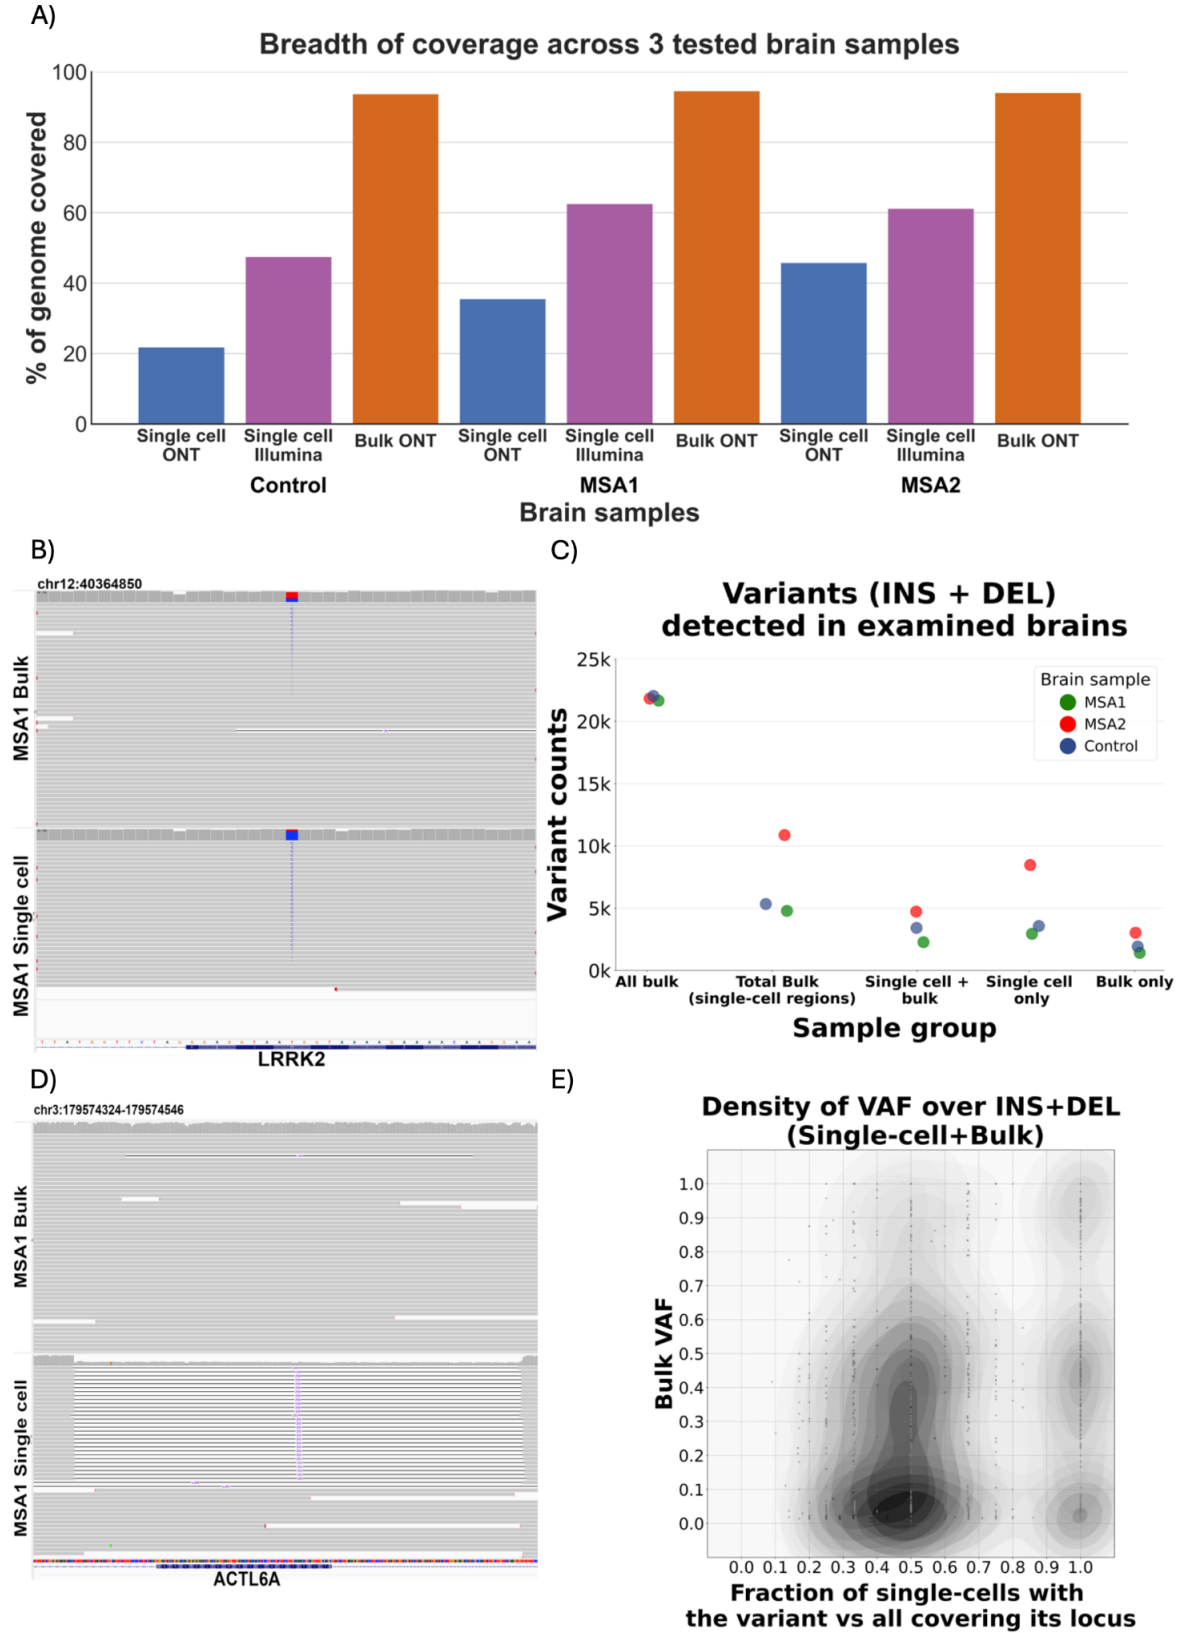 A)
Breadth of coverage across 3 tested brain samples
% of genome covered
100
80
60
40
20
0
Single cell ONT
Single cell Illumina
Bulk ONT
Single cell ONT
Single cell Illumina
Bulk ONT
Single cell ONT
Single cell Illumina
Bulk ONT
Control
MSA1
MSA2
Brain samples
B)
chr12:40364850
MSA1 Bulk
MSA1 Single cell
LRRK2
C)
Variants (INS + DEL)
detected in examined brains
Variant counts
25k
20k
15k
10k
5k
0k
Brain sample
MSA1
MSA2
Control
All bulk
Total Bulk
(single-cell regions)
Single cell +
bulk
Single cell
only
Bulk only
Sample group
D)
chr3:179574324-179574546
MSA1 Bulk
MSA1 Single cell
ACTL6A
E)
Density of VAF over INS+DEL
(Single-cell+Bulk)
Bulk VAF
1.0
0.9
0.8
0.7
0.6
0.5
0.4
0.3
0.2
0.1
0.0
0.0 0.1 0.2 0.3 0.4 0.5 0.6 0.7 0.8 0.9 1.0
Fraction of single-cells with
the variant vs all covering its locus